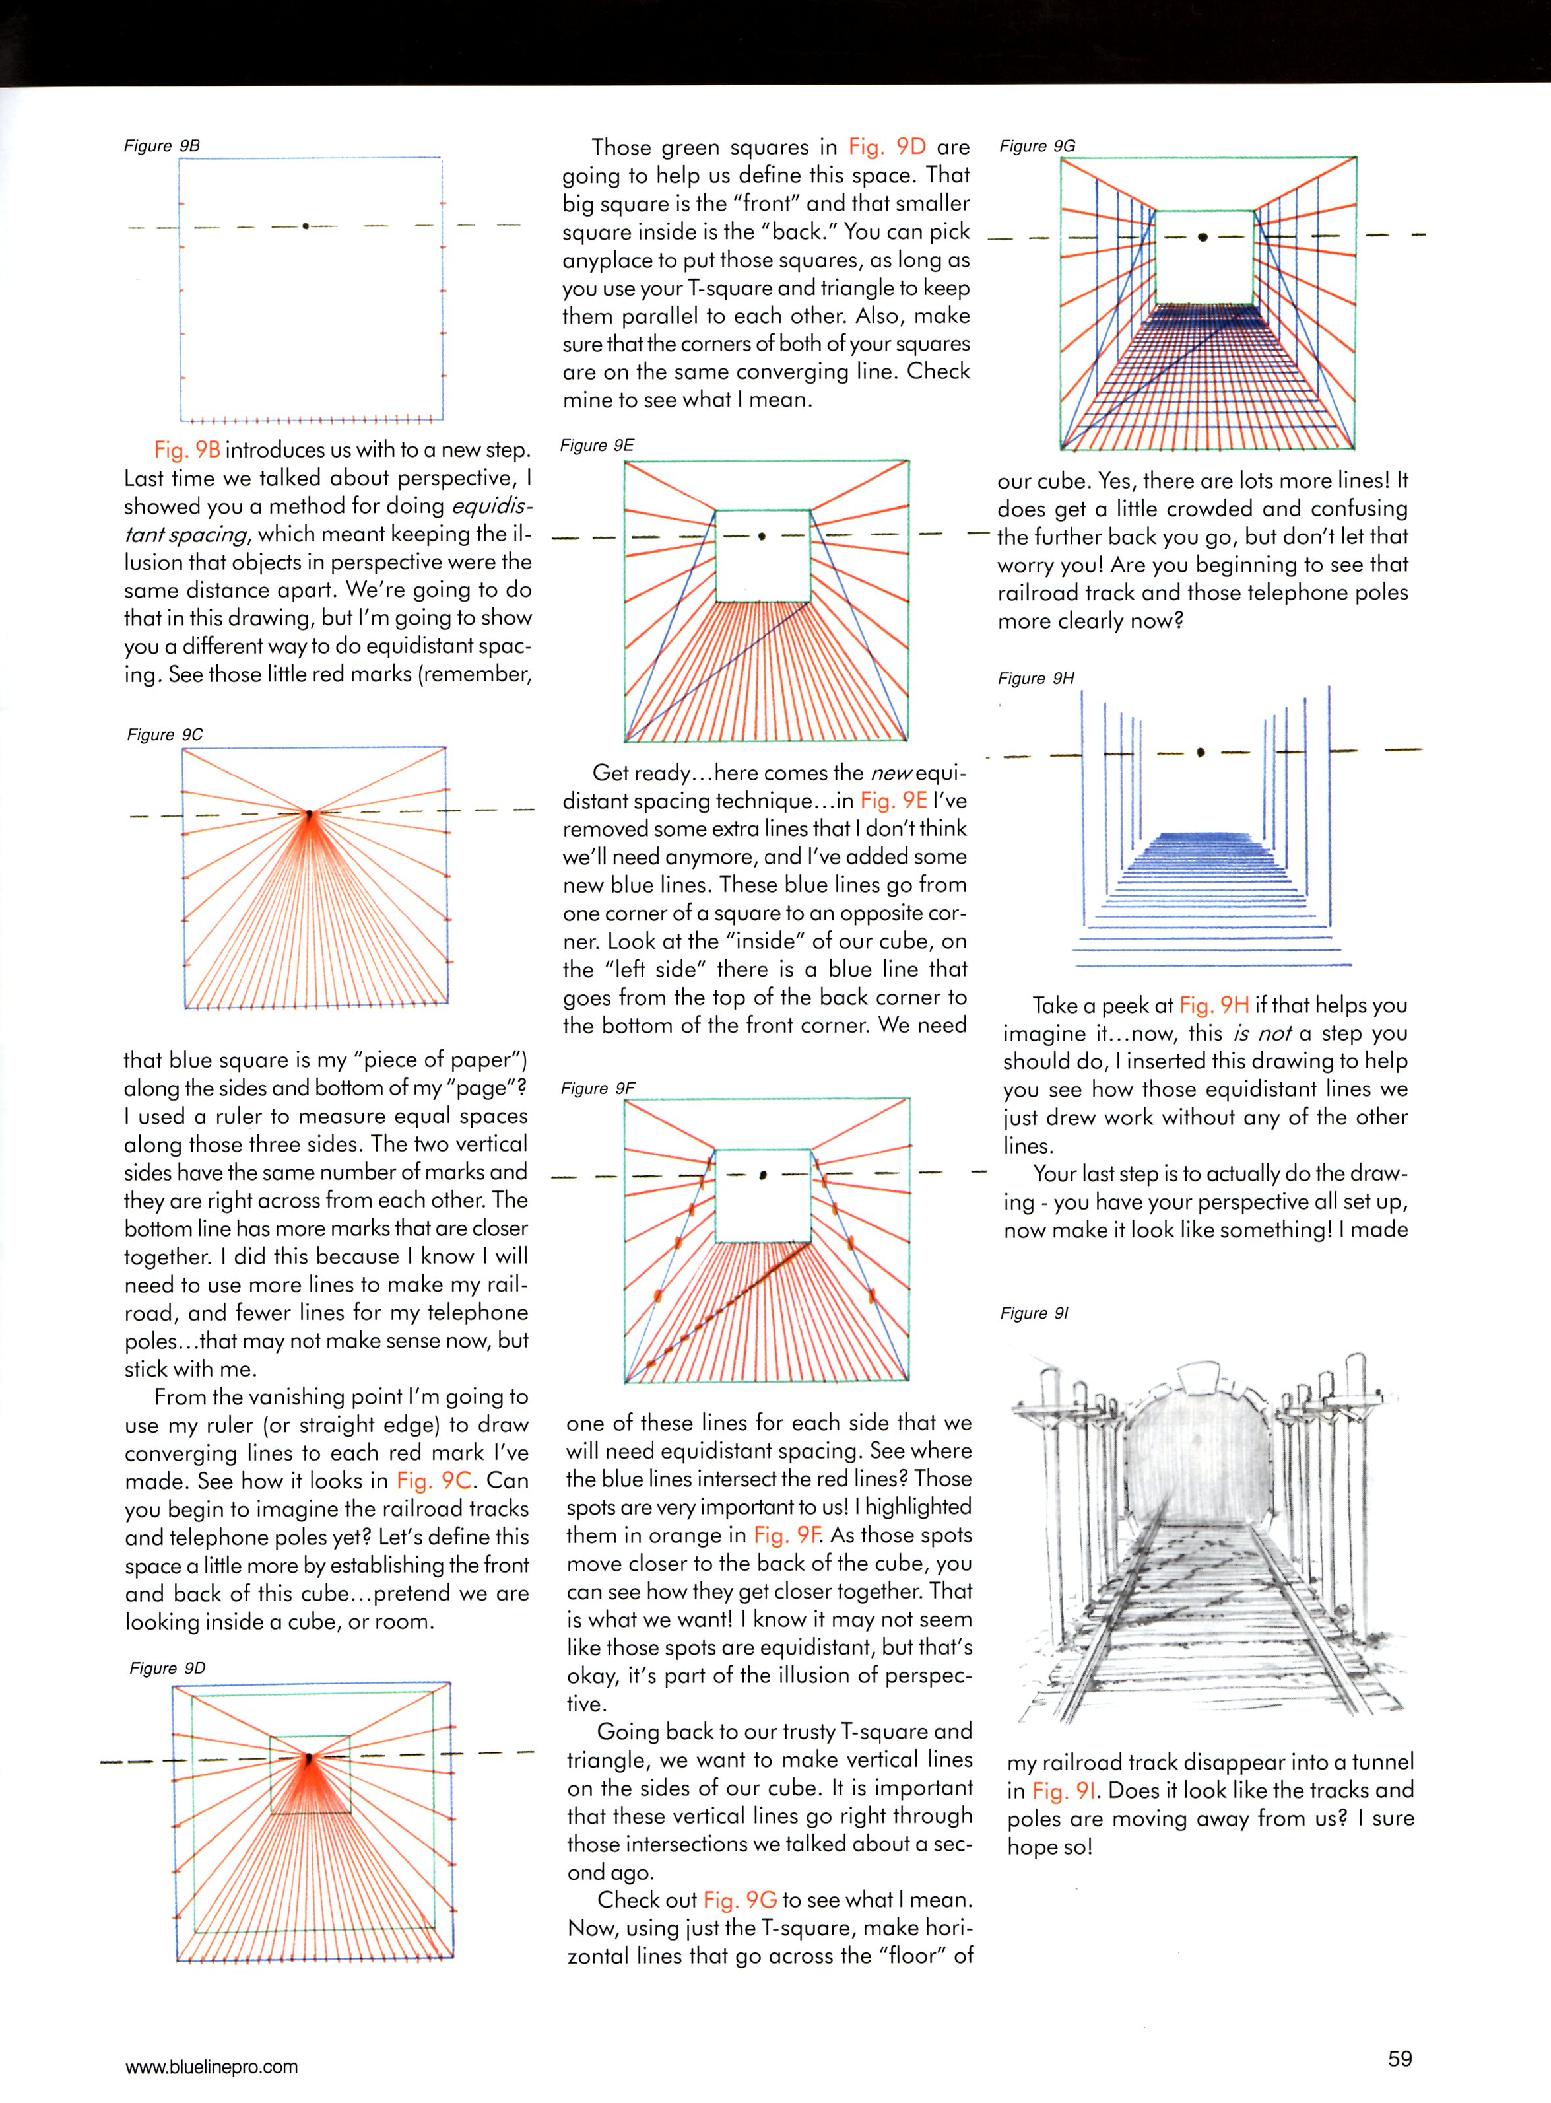 Figure 9B
Fig. 9B introduces us with to a new step.
Last time we talked about perspective, I
showed you a method for doing equidis-
tant spacing, which meant keeping the il-
lusion that objects in perspective were the
same distance apart. We're going to do
that in this drawing, but I'm going to show
you a different way to do equidistant spac-
ing. See those little red marks (remember,
Figure 9C
that blue square is my "piece of paper")
along the sides and bottom of my "page"?
I used a ruler to measure equal spaces
along those three sides. The two vertical
sides have the same number of marks and
they are right across from each other. The
bottom line has more marks that are closer
together. I did this because I know I will
need to use more lines to make my rail-
road, and fewer lines for my telephone
poles...that may not make sense now, but
stick with me.
From the vanishing point I'm going to
use my ruler (or straight edge) to draw
converging lines to each red mark I've
made. See how it looks in Fig. 9C. Can
you begin to imagine the railroad tracks
and telephone poles yet? Let's define this
space a little more by establishing the front
and back of this cube...pretend we are
looking inside a cube, or room.
Figure 9D
Those green squares in Fig. 9D are
going to help us define this space. That
big square is the "front" and that smaller
square inside is the "back." You can pick
anyplace to put those squares, as long as
you use your T-square and triangle to keep
them parallel to each other. Also, make
sure that the corners of both of your squares
are on the same converging line. Check
mine to see what I mean.
Figure 9E
Get ready...here comes the new equi-
distant spacing technique...in Fig. 9E I've
removed some extra lines that I don't think
we'll need anymore, and I've added some
new blue lines. These blue lines go from
one corner of a square to an opposite cor-
ner. Look at the "inside" of our cube, on
the "left side" there is a blue line that
goes from the top of the back corner to
the bottom of the front corner. We need
Figure 9F
one of these lines for each side that we
will need equidistant spacing. See where
the blue lines intersect the red lines? Those
spots are very important to us! I highlighted
them in orange in Fig. 9F. As those spots
move closer to the back of the cube, you
can see how they get closer together. That
is what we want! I know it may not seem
like those spots are equidistant, but that's
okay, it's part of the illusion of perspec-
tive.
Going back to our trusty T-square and
triangle, we want to make vertical lines
on the sides of our cube. It is important
that these vertical lines go right through
those intersections we talked about a sec-
ond ago.
Check out Fig. 9G to see what I mean.
Now, using just the T-square, make hori-
zontal lines that go across the "floor" of
Figure 9G
our cube. Yes, there are lots more lines! It
does get a little crowded and confusing
the further back you go, but don't let that
worry you! Are you beginning to see that
railroad track and those telephone poles
more clearly now?
Figure 9H
Take a peek at Fig. 9H if that helps you
imagine it...now, this is not a step you
should do, I inserted this drawing to help
you see how those equidistant lines we
just drew work without any of the other
lines.
Your last step is to actually do the draw-
ing - you have your perspective all set up,
now make it look like something! I made
Figure 9I
my railroad track disappear into a tunnel
in Fig. 9I. Does it look like the tracks and
poles are moving away from us? I sure
hope so!
www.bluelinepro.com
59